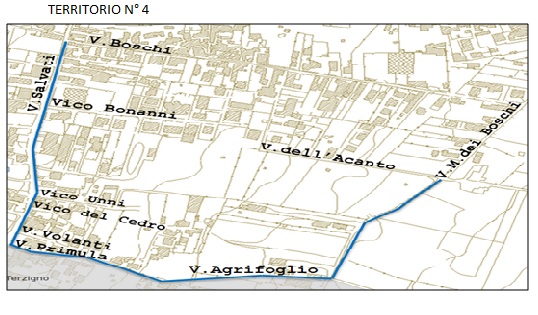 TERRITORIO N° 4
V.Boschi
V.Salvati
Vico Bonanni
V.M.dei Boschi
V.dell'Acanto
Vico Unni
Vico del Cedro
v.Volanti
V.Primula
V.Agrifoglio
Terzigno